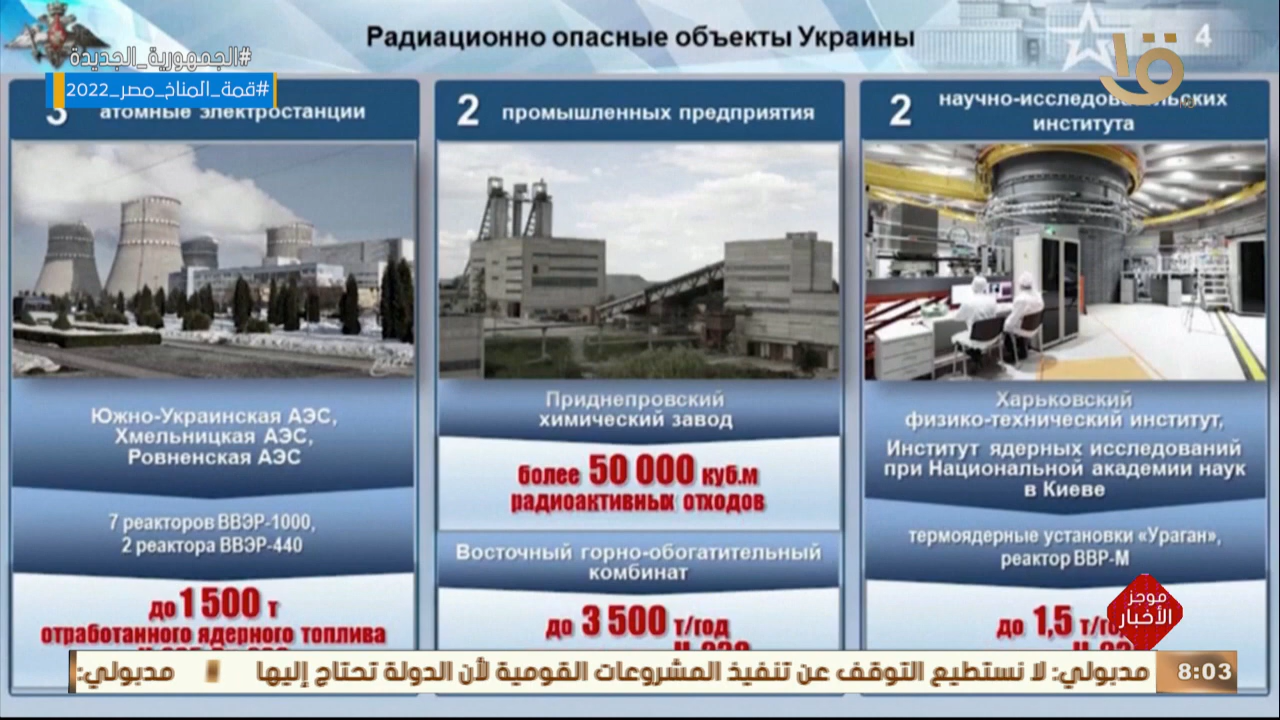 Радиационно опасные объекты Украины
4
#الجمهورية_الجديدة
#قمة_المناخ_مصر_2022
3 атомные электростанции
Южно-Украинская АЭС,
Хмельницкая АЭС,
Ровненская АЭС
7 реакторов ВВЭР-1000,
2 реактора ВВЭР-440
до 1 500 т
отработанного ядерного топлива
2 промышленных предприятия
Приднепровский
химический завод
более 50 000 куб.м
радиоактивных отходов
Восточный горно-обогатительный
комбинат
до 3 500 т/год
2 научно-исследовательских
института
Харьковский
физико-технический институт,
Институт ядерных исследований
при Национальной академии наук
в Киеве
термоядерные установки «Ураган»,
реактор ВВР-М
до 1,5
موجز
الأخبار
مدبولي: لا نستطيع التوقف عن تنفيذ المشروعات القومية لأن الدولة تحتاج إليها
مدبولي:
8:03